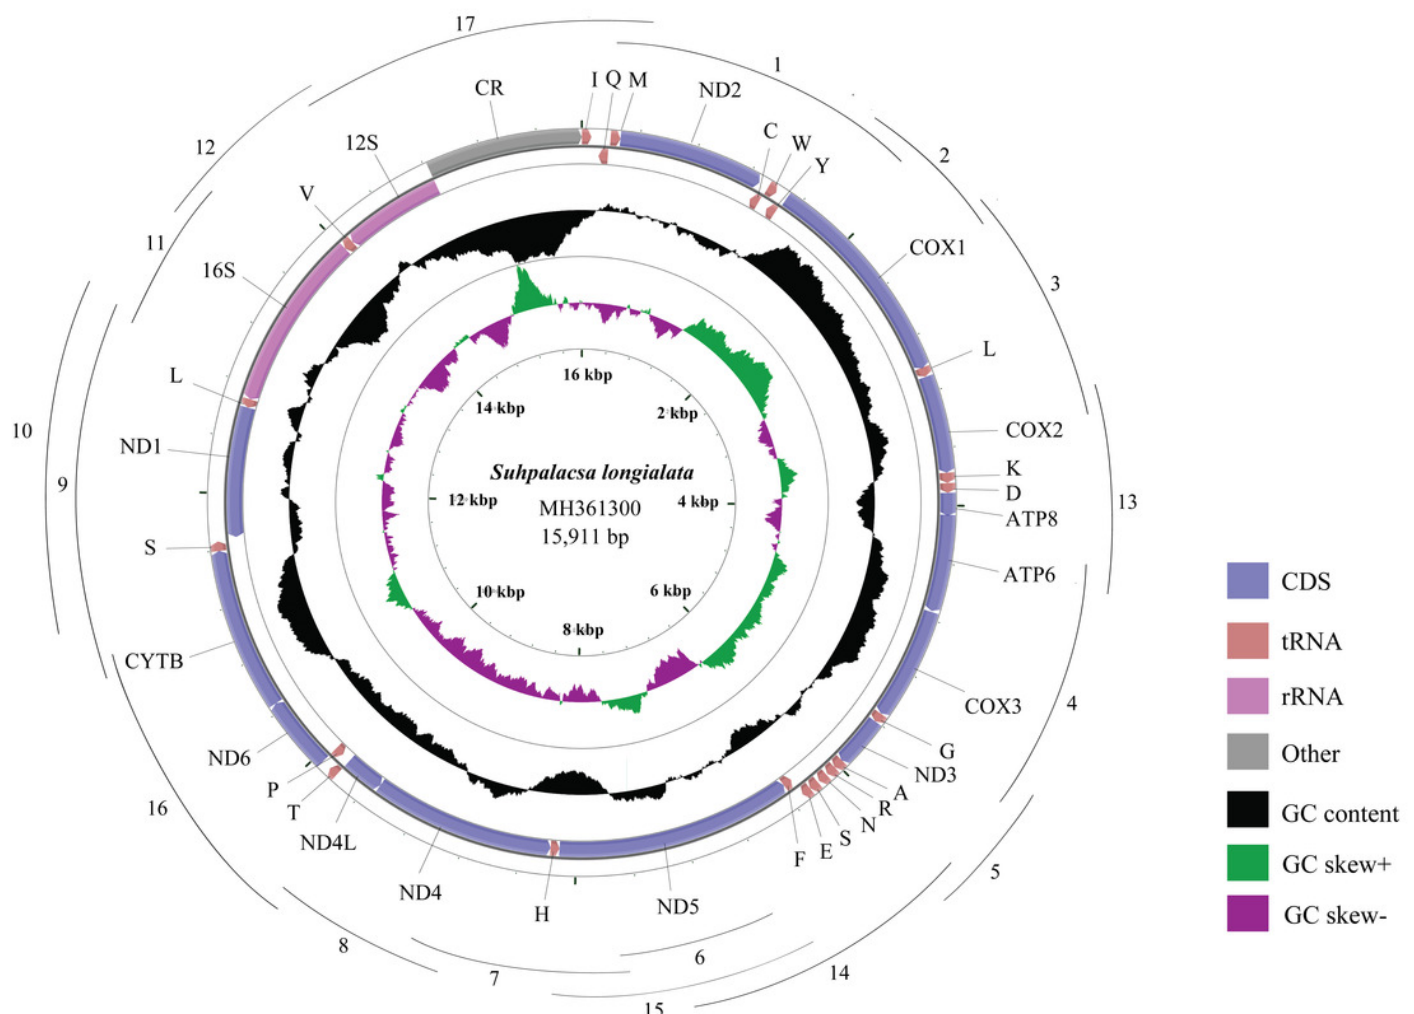 17
1
CR
I
Q
M
ND2
12
12S
C
W
Y
2
V
11
16S
COX1
3
16 kbp
14 kbp
2 kbp
L
L
10
ND1
COX2
9
Suhpalacsa longialata
12 kbp
MH361300
4 kbp
15,911 bp
K
D
ATP8
13
S
ATP6
CDS
10 kbp
6 kbp
8 kbp
tRNA
CYTB
COX3
4
rRNA
ND6
G
ND3
Other
P
T
A
R
N
S
E
F
16
GC content
ND4L
ND4
H
ND5
5
GC skew+
8
7
6
14
15
GC skew-